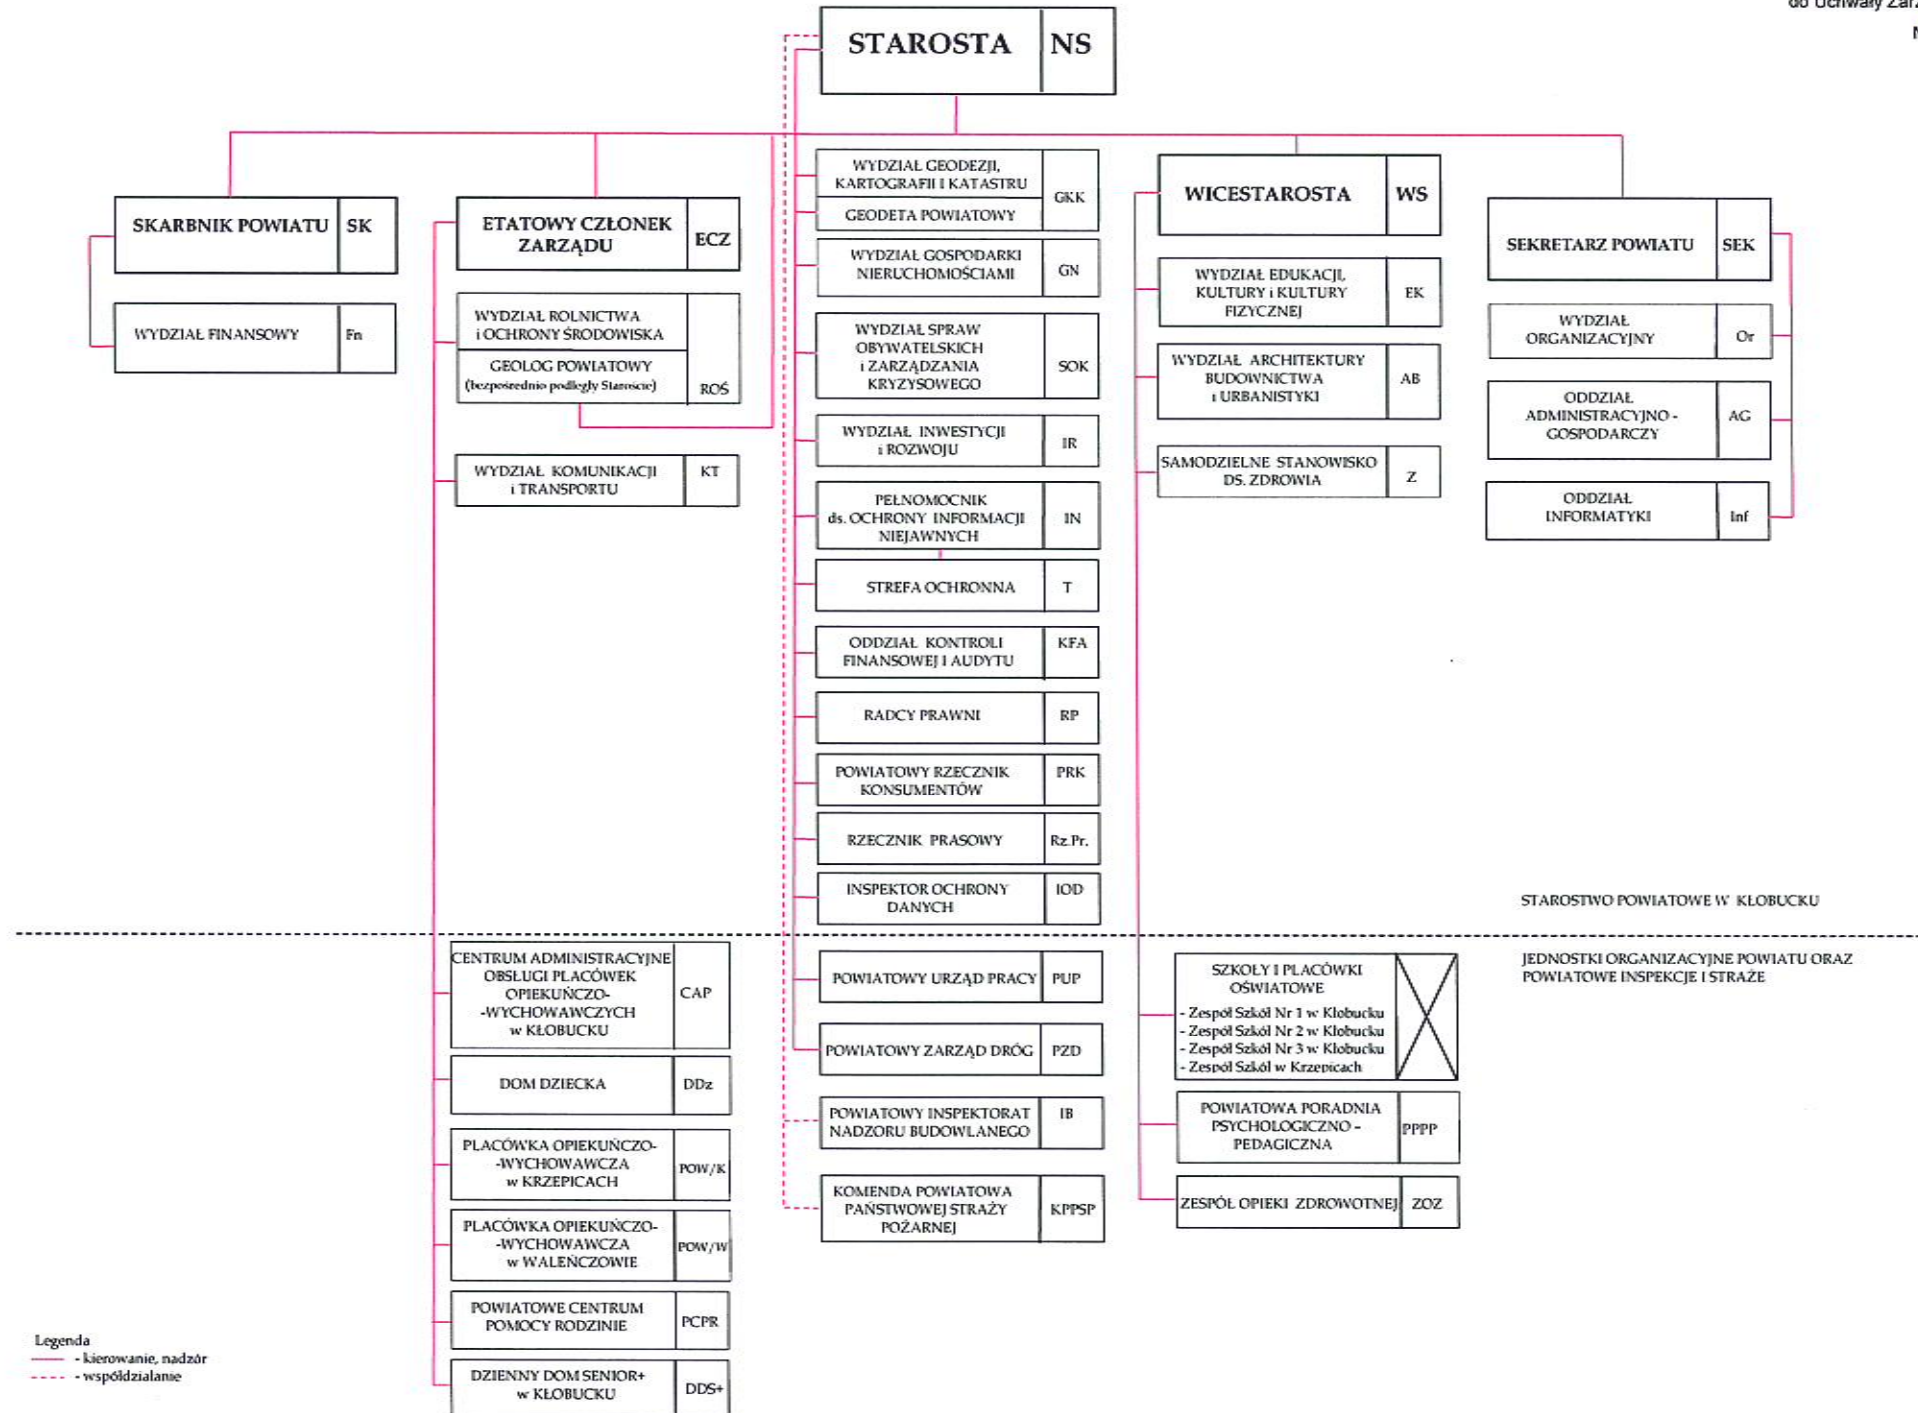 do Uchwały
STAROSTA NS
SKARBNIK POWIATU SK
WYDZIAŁ FINANSOWY Fn
ETATOWY CZŁONEK
ZARZĄDU
ECZ
WYDZIAŁ ROLNICTWA
i OCHRONY ŚRODOWISKA
GEOLOG POWIATOWY
(bezpośrednio podległy Staroście)
ROŚ
WYDZIAŁ KOMUNIKACJI
i TRANSPORTU
KT
WYDZIAŁ GEODEZJI,
KARTOGRAFII I KATASTRU
GEODETA POWIATOWY
GKK
WYDZIAŁ GOSPODARKI
NIERUCHOMOŚCIAMI
GN
WYDZIAŁ SPRAW
OBYWATELSKICH
i ZARZĄDZANIA
KRYZYSOWEGO
SOK
WYDZIAŁ INWESTYCJI
i ROZWOJU
IR
PEŁNOMOCNIK
ds. OCHRONY INFORMACJI
NIEJAWNYCH
IN
STREFA OCHRONNA T
ODDZIAŁ KONTROLI
FINANSOWEJ I AUDYTU
KFA
RADCY PRAWNI RP
POWIATOWY RZECZNIK
KONSUMENTÓW
PRK
RZECZNIK PRASOWY Rz.Pr.
INSPEKTOR OCHRONY
DANYCH
IOD
WICESTAROSTA WS
WYDZIAŁ EDUKACJI,
KULTURY i KULTURY
FIZYCZNEJ
EK
WYDZIAŁ ARCHITEKTURY
BUDOWNICTWA
i URBANISTYKI
AB
SAMODZIELNE STANOWISKO
DS. ZDROWIA
Z
SEKRETARZ POWIATU SEK
WYDZIAŁ
ORGANIZACYJNY
Or
ODDZIAŁ
ADMINISTRACYJNO -
GOSPODARCZY
AG
ODDZIAŁ
INFORMATYKI
Inf
STAROSTWO POWIATOWE W KŁOBUCKU
JEDNOSTKI ORGANIZACYJNE POWIATU ORAZ
POWIATOWE INSPEKCJE I STRAŻE
CENTRUM ADMINISTRACYJNE
OBSŁUGI PLACÓWEK
OPIEKUŃCZO-
-WYCHOWAWCZYCH
w KŁOBUCKU
CAP
DOM DZIECKA DDz
PLACÓWKA OPIEKUŃCZO-
-WYCHOWAWCZA
w KRZEPICACH
POW/K
PLACÓWKA OPIEKUŃCZO-
-WYCHOWAWCZA
w WALEŃCZOWIE
POW/W
POWIATOWE CENTRUM
POMOCY RODZINIE
PCPR
DZIENNY DOM SENIOR+
w KŁOBUCKU
DDS+
POWIATOWY URZĄD PRACY PUP
POWIATOWY ZARZĄD DRÓG PZD
POWIATOWY INSPEKTORAT
NADZORU BUDOWLANEGO
IB
KOMENDA POWIATOWA
PAŃSTWOWEJ STRAŻY
POŻARNEJ
KPPSP
SZKOŁY I PLACÓWKI
OŚWIATOWE
- Zespół Szkół Nr 1 w Kłobucku
- Zespół Szkół Nr 2 w Kłobucku
- Zespół Szkół Nr 3 w Kłobucku
- Zespół Szkół w Krzepicach
POWIATOWA PORADNIA
PSYCHOLOGICZNO -
PEDAGICZNA
PPPP
ZESPÓŁ OPIEKI ZDROWOTNEJ ZOZ
Legenda
- kierowanie, nadzór
- współdziałanie